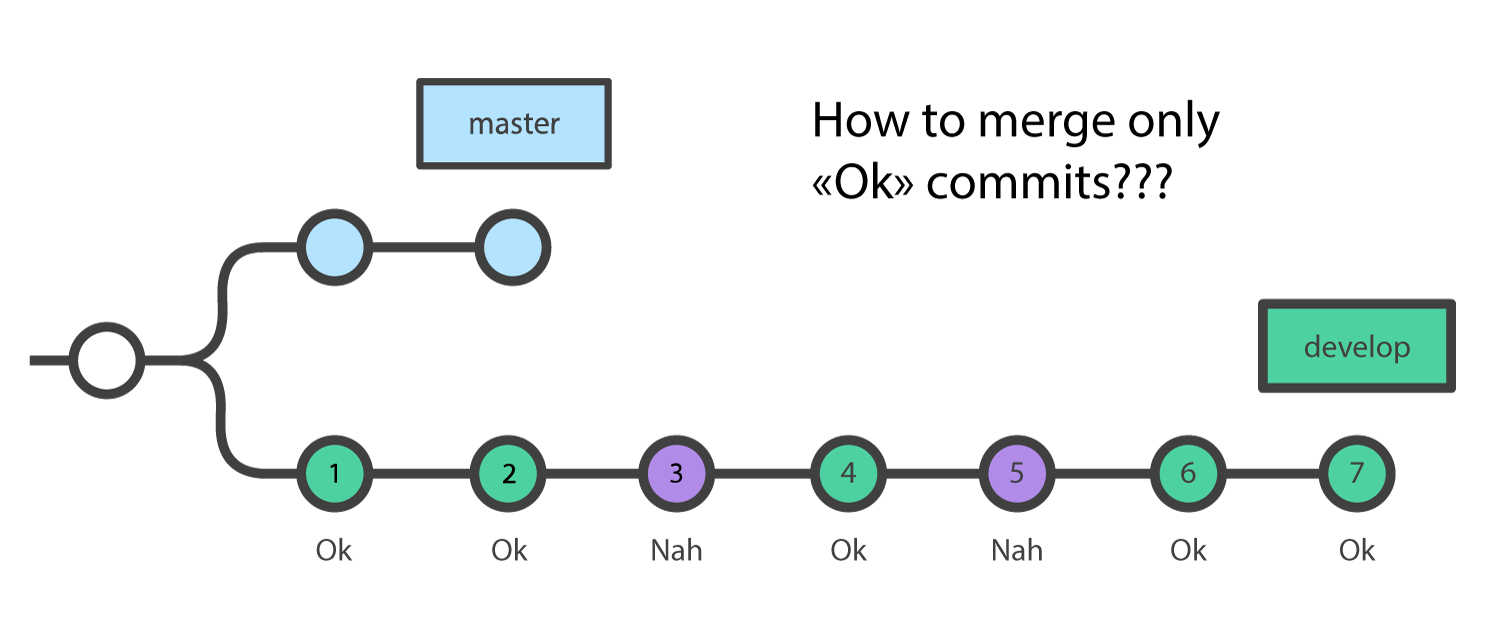 master
How to merge only
«Ok» commits???
develop
1 2 3 4 5 6 7
Ok Ok Nah Ok Nah Ok Ok